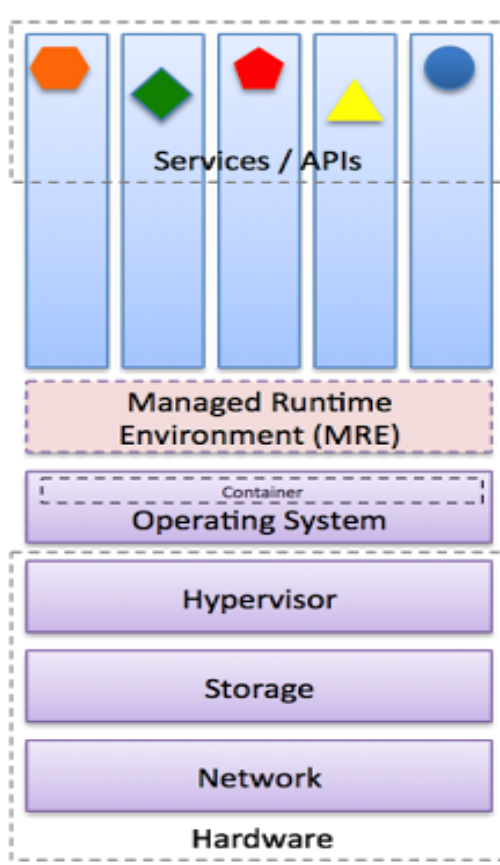 Services / APIs
Managed Runtime
Environment (MRE)
Container
Operating System
Hypervisor
Storage
Network
Hardware